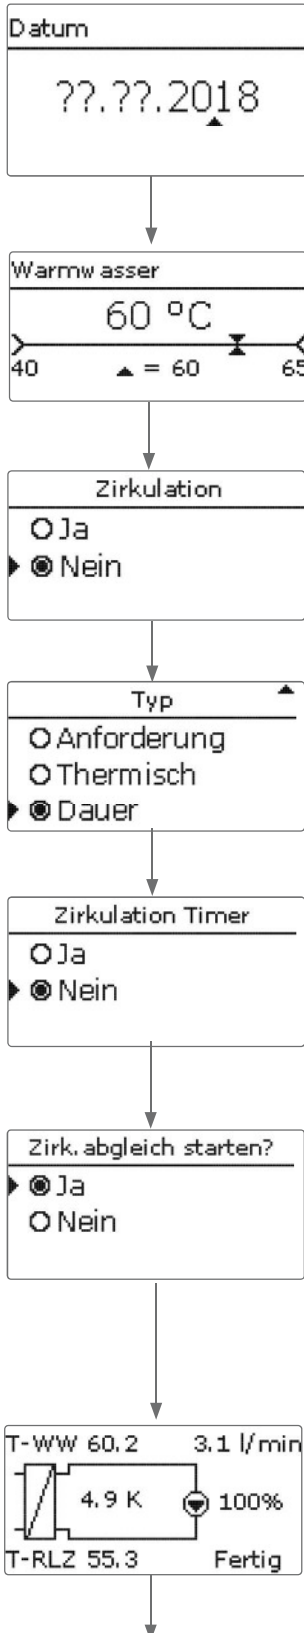 Datum
??.??.2018
Warmwasser
60 ºC
40 ▲ = 60 65
Zirkulation
Ja
Nein
Typ
Anforderung
Thermisch
Dauer
Zirkulation Timer
Ja
Nein
Zirk.abgleich starten?
Ja
Nein
T-WW 60.2 3.1 l/min
4.9 K 100%
T-RLZ 55.3 Fertig